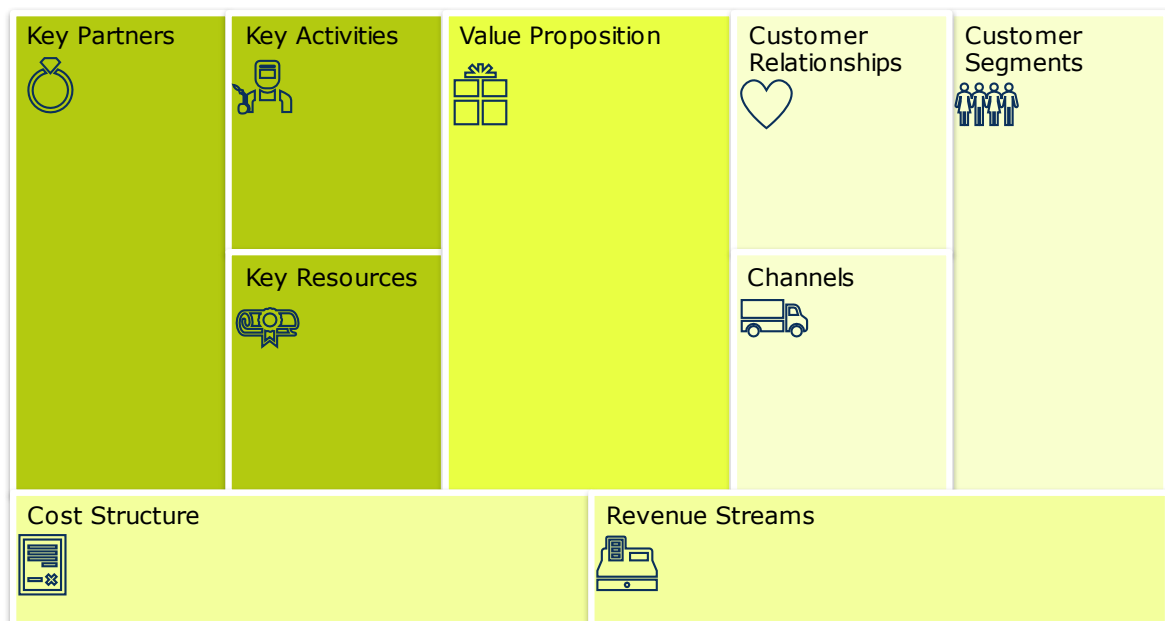 Key Partners
Key Activities
Value Proposition
Customer
Relationships
Customer
Segments
Key Resources
Channels
Cost Structure
Revenue Streams